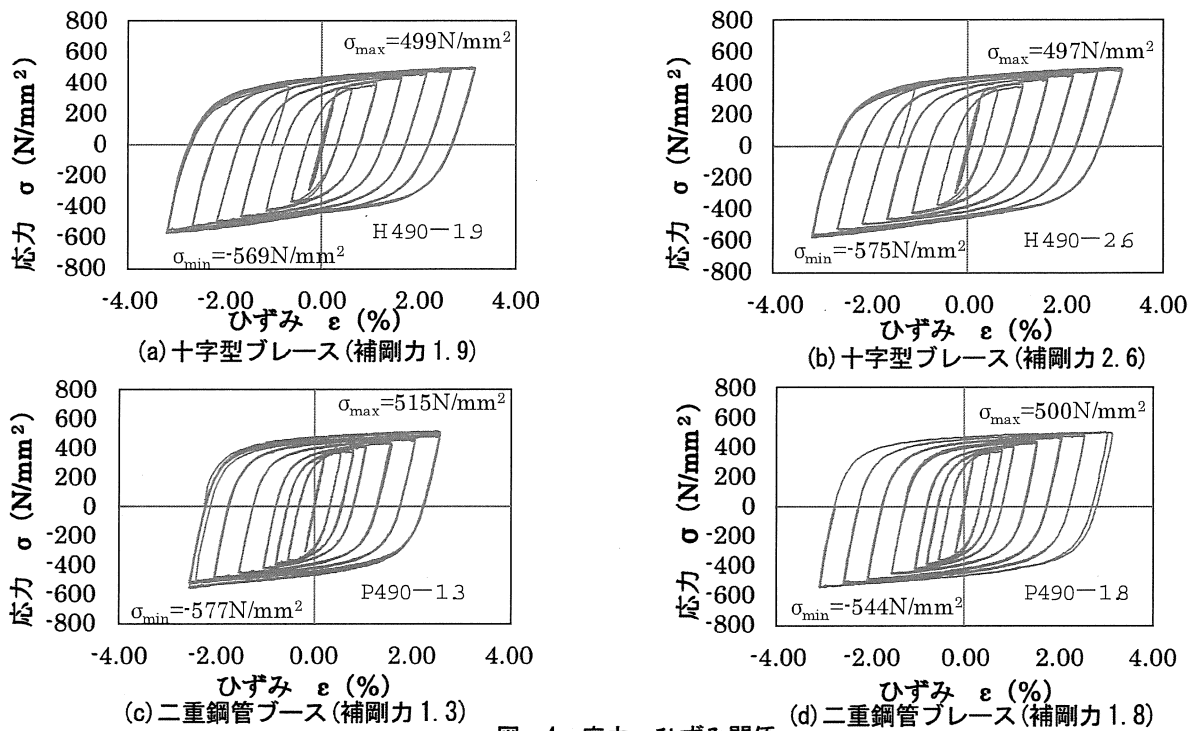 800
600
400
200
0
-200
-400
-600
-800
応力 σ (N/mm²)
σmax=499N/mm²
H490－1.9
σmin=-569N/mm²
-4.00 -2.00 0.00 2.00 4.00
ひずみ ε (%)
(a)十字型ブレース(補剛力1.9)
800
600
400
200
0
-200
-400
-600
-800
応力 σ (N/mm²)
σmax=497N/mm²
H490－2.6
σmin=-575N/mm²
-4.00 -2.00 0.00 2.00 4.00
ひずみ ε (%)
(b)十字型ブレース(補剛力2.6)
800
600
400
200
0
-200
-400
-600
-800
応力 σ (N/mm²)
σmax=515N/mm²
P490－1.3
σmin=-577N/mm²
-4.00 -2.00 0.00 2.00 4.00
ひずみ ε (%)
(c)二重鋼管ブース(補剛力1.3)
800
600
400
200
0
-200
-400
-600
-800
応力 σ (N/mm²)
σmax=500N/mm²
P490－1.8
σmin=-544N/mm²
-4.00 -2.00 0.00 2.00 4.00
ひずみ ε (%)
(d)二重鋼管ブレース(補剛力1.8)